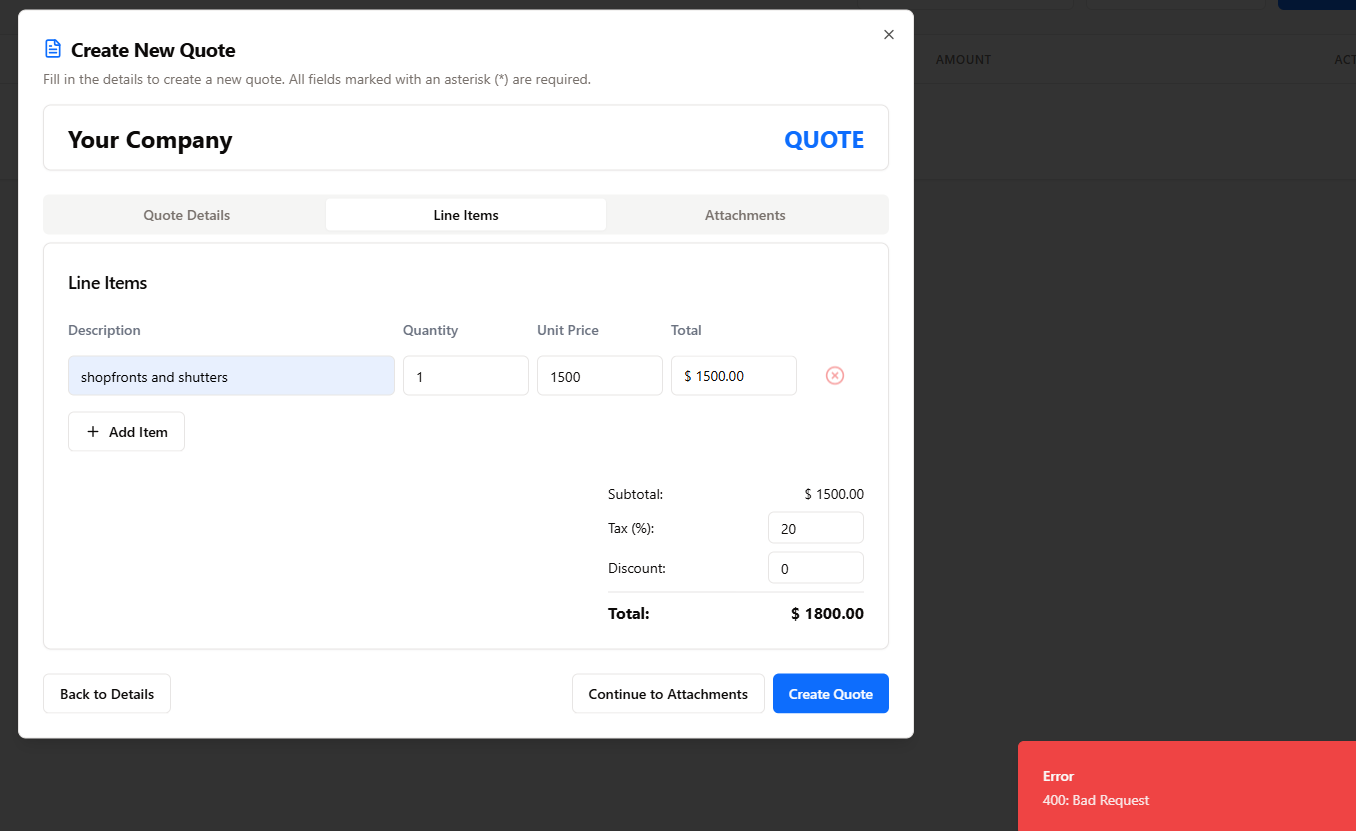 Create New Quote
Fill in the details to create a new quote. All fields marked with an asterisk (*) are required.
AMOUNT
ACT
Your Company
QUOTE
Quote Details
Line Items
Attachments
Line Items
Description Quantity Unit Price Total
shopfronts and shutters 1 1500 $ 1500.00
+ Add Item
Subtotal: $ 1500.00
Tax (%): 20
Discount: 0
Total: $ 1800.00
Back to Details
Continue to Attachments
Create Quote
Error
400: Bad Request